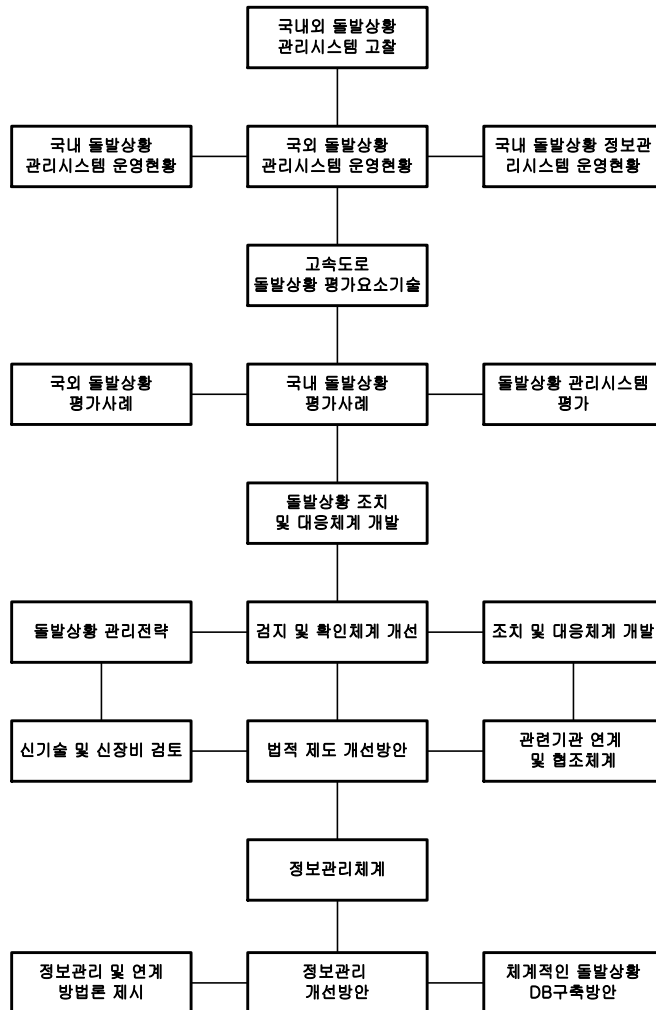 국내외 돌발상황
관리시스템 고찰
국내 돌발상황
관리시스템 운영현황
국외 돌발상황
관리시스템 운영현황
국내 돌발상황 정보관
리시스템 운영현황
고속도로
돌발상황 평가요소기술
국외 돌발상황
평가사례
국내 돌발상황
평가사례
돌발상황 관리시스템
평가
돌발상황 조치
및 대응체계 개발
돌발상황 관리전략
검지 및 확인체계 개선
조치 및 대응체계 개발
신기술 및 신장비 검토
법적 제도 개선방안
관련기관 연계
및 협조체계
정보관리체계
정보관리 및 연계
방법론 제시
정보관리
개선방안
체계적인 돌발상황
DB구축방안